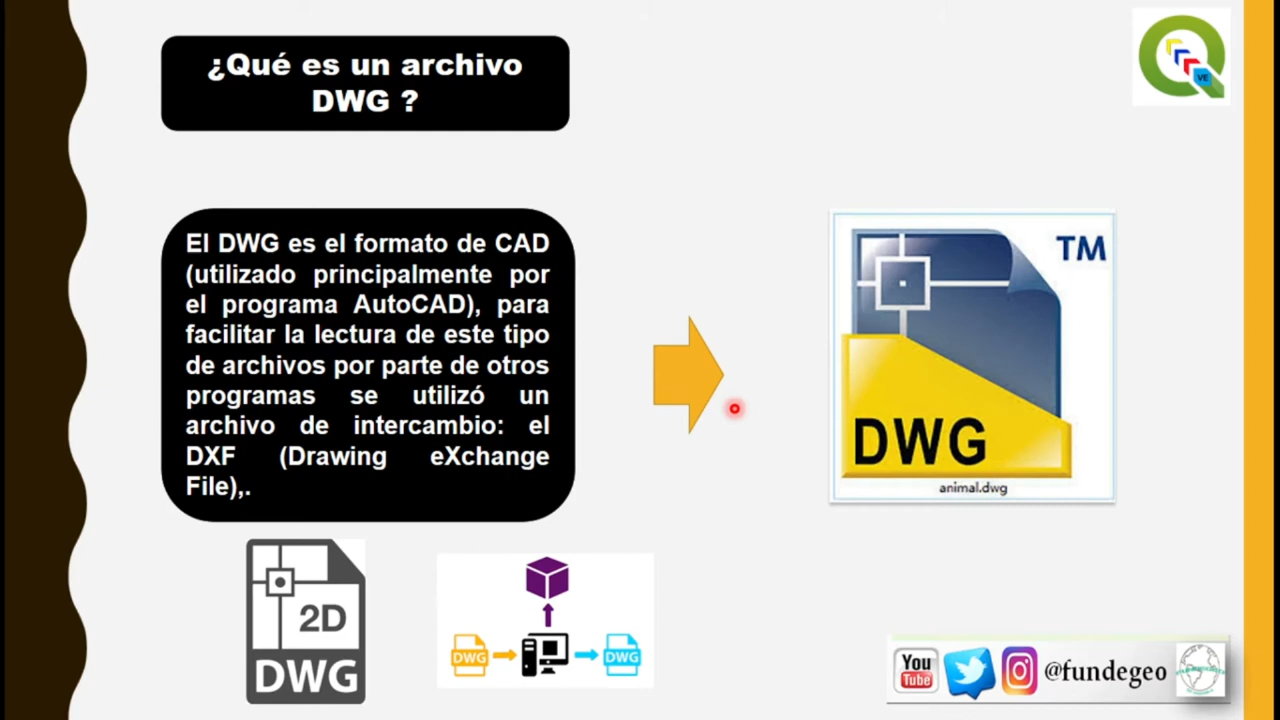 ¿Qué es un archivo
DWG ?
VE
El DWG es el formato de CAD
(utilizado principalmente por
el programa AutoCAD), para
facilitar la lectura de este tipo
de archivos por parte de otros
programas se utilizó un
archivo de intercambio: el
DXF (Drawing eXchange
File),.
TM
DWG
animal.dwg
2D
DWG
DWG
DWG
You
Tube
@fundegeo